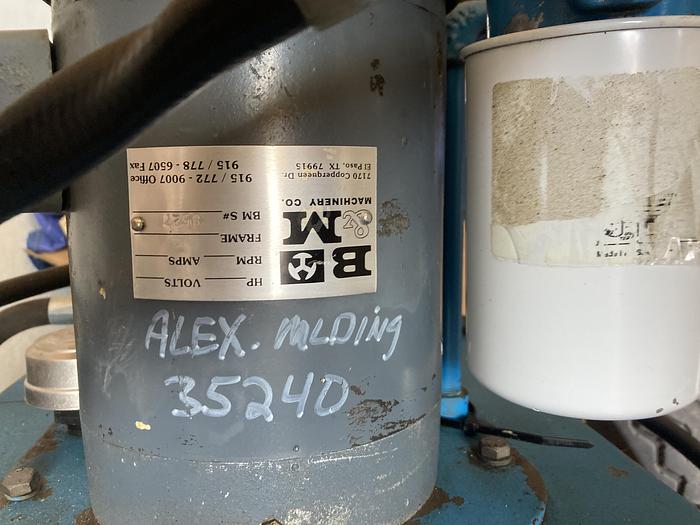 B & M
MACHINERY CO.
7170 Copperqueen Dr.
El Paso, TX 79915
HP VOLTS
RPM AMPS
FRAME
BM S#
915 / 772 - 9007 Office
915 / 778 - 6507 Fax
ALEX. MLDING
35240